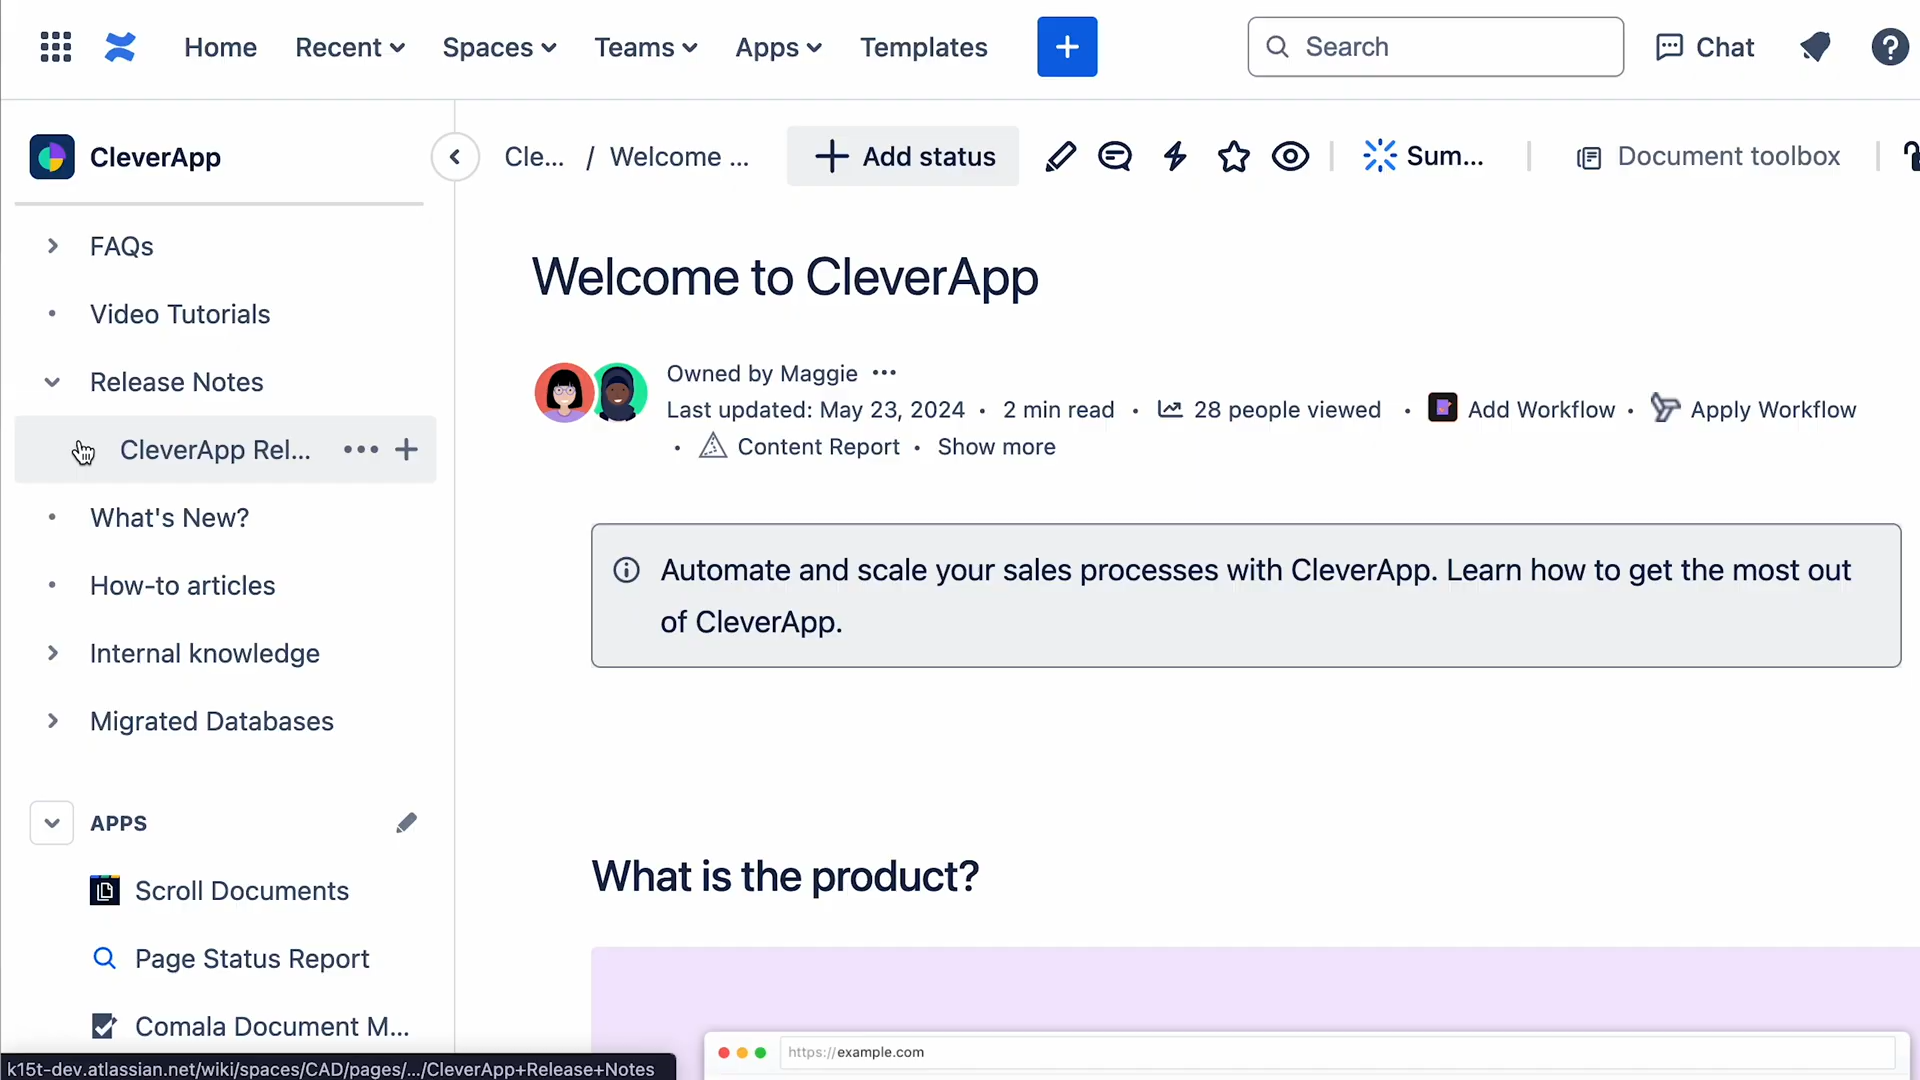 Home Recent Spaces Teams Apps Templates Search Chat
CleverApp
Cle... / Welcome ... Add status Sum... Document toolbox
FAQs
Video Tutorials
Release Notes
CleverApp Rel... •••
What's New?
How-to articles
Internal knowledge
Migrated Databases
APPS
Scroll Documents
Page Status Report
Comala Document M...
Welcome to CleverApp
Owned by Maggie •••
Last updated: May 23, 2024 • 2 min read • 28 people viewed • Add Workflow • Apply Workflow
• Content Report • Show more
Automate and scale your sales processes with CleverApp. Learn how to get the most out
of CleverApp.
What is the product?
https://example.com
k15t-dev.atlassian.net/wiki/spaces/CAD/pages/.../CleverApp+Release+Notes